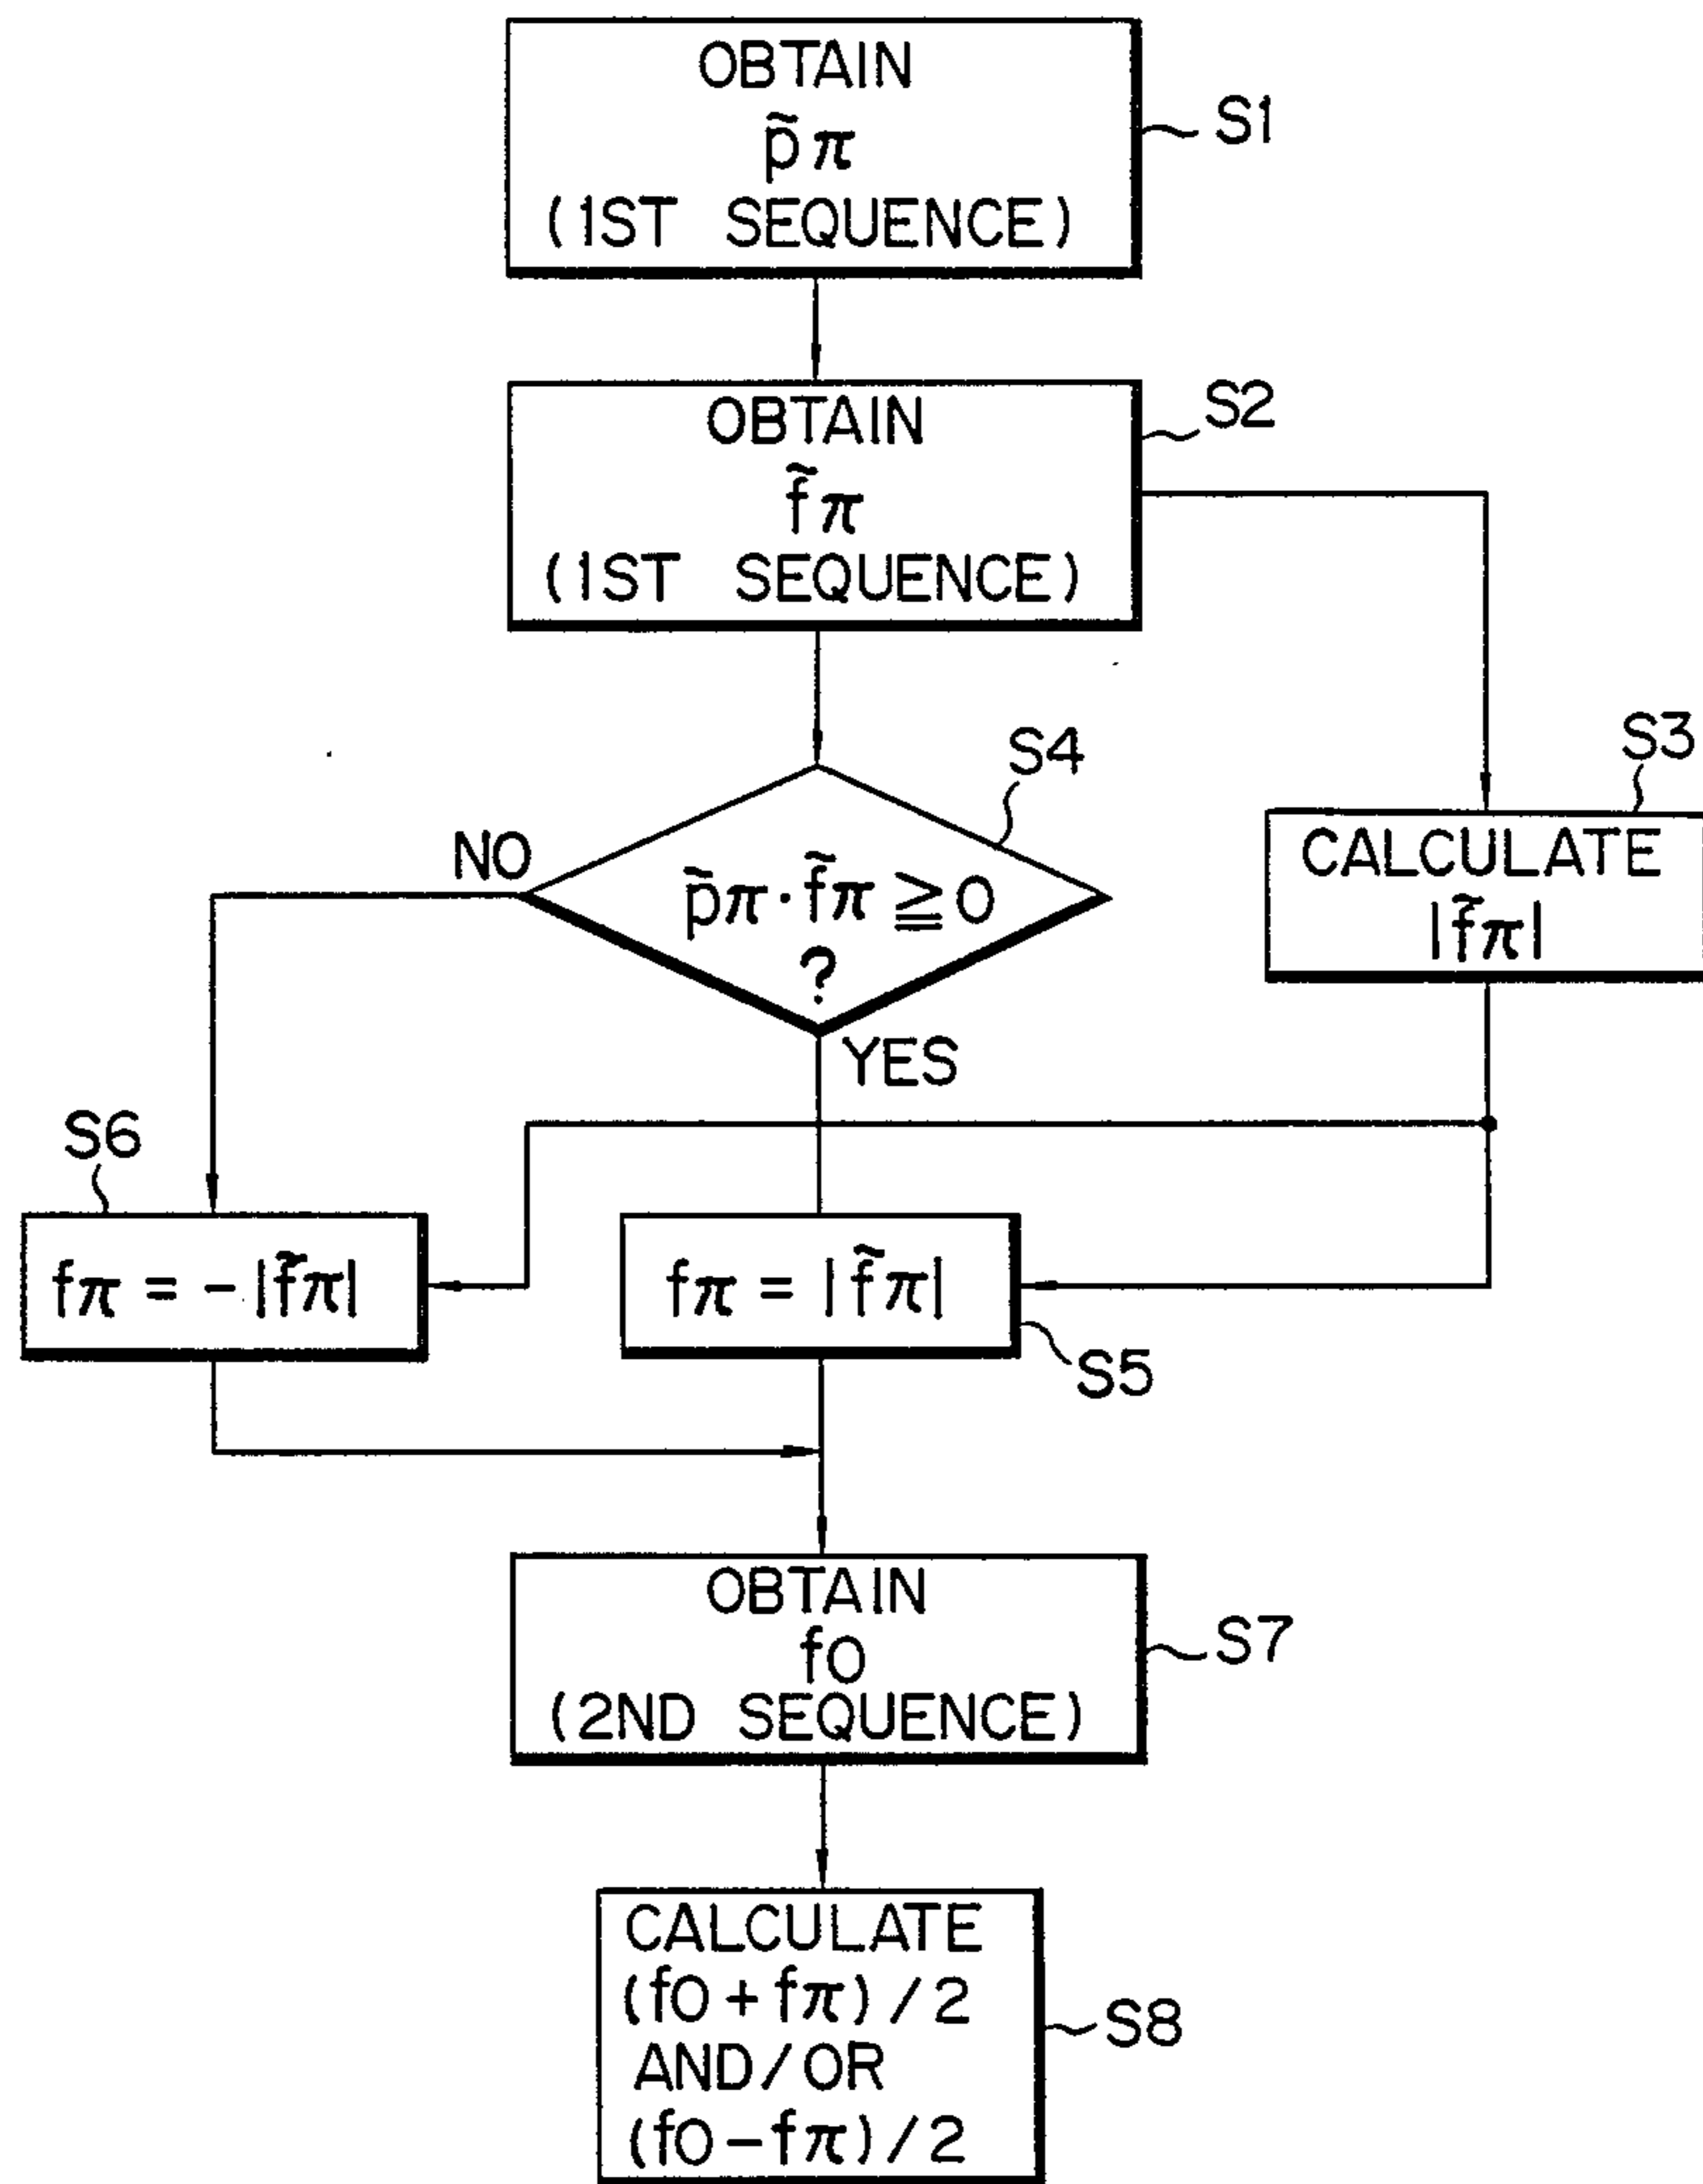 OBTAIN
p̃π
(1ST SEQUENCE)
S1
OBTAIN
f̃π
(1ST SEQUENCE)
S2
S3
CALCULATE
|f̃π|
S4
NO
p̃π·f̃π ≧ 0
?
YES
S6
fπ = -|f̃π|
fπ = |f̃π|
S5
OBTAIN
f0
(2ND SEQUENCE)
S7
CALCULATE
(f0+fπ)/2
AND/OR
(f0-fπ)/2
S8